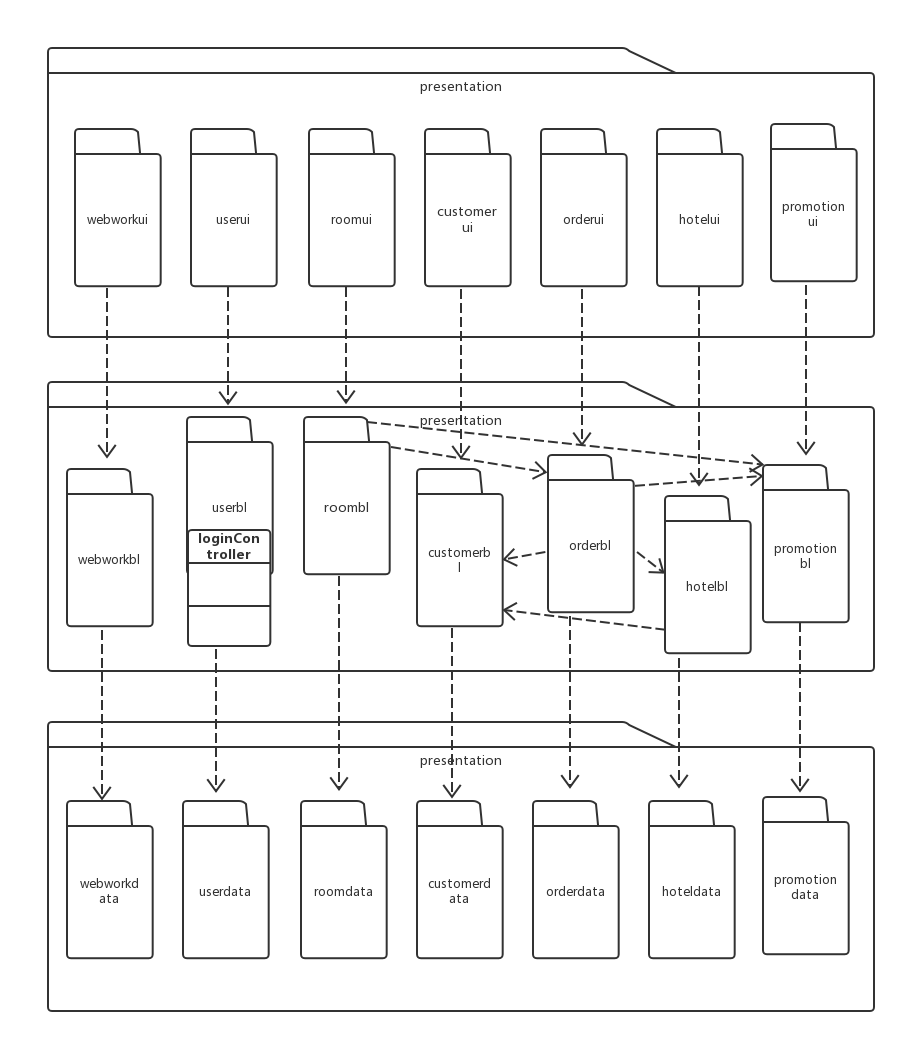 presentation
webworkui
userui
roomui
customer
ui
orderui
hotelui
promotion
ui
presentation
webworkbl
userbl
loginCon
troller
roombl
customerb
l
orderbl
hotelbl
promotion
bl
presentation
webworkd
ata
userdata
roomdata
customerd
ata
orderdata
hoteldata
promotion
data